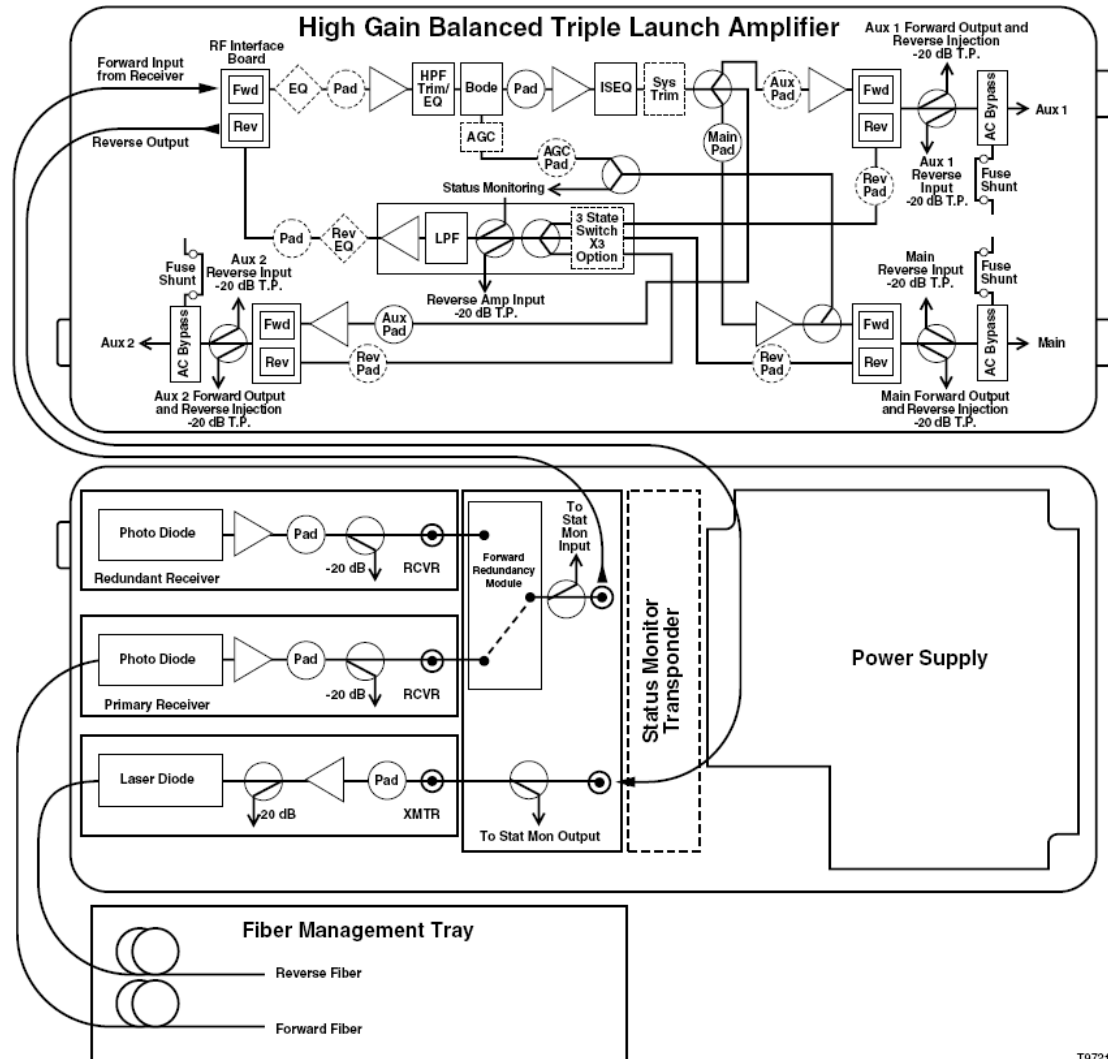 High Gain Balanced Triple Launch Amplifier
Forward Input
from Receiver
Reverse Output
RF Interface
Board
Fwd
Rev
EQ
Pad
HPF
Trim/
EQ
Bode
AGC
Pad
ISEQ
Sys
Trim
Aux
Pad
Main
Pad
AGC
Pad
Fwd
Rev
Rev
Pad
Aux 1 Forward Output and
Reverse Injection
-20 dB T.P.
AC Bypass
Aux 1
Aux 1
Reverse
Input
-20 dB T.P.
Fuse
Shunt
Status Monitoring
Pad
Rev
EQ
LPF
3 State
Switch
X3
Option
Reverse Amp Input
-20 dB T.P.
Fuse
Shunt
Aux 2
Reverse Input
-20 dB T.P.
Aux 2
AC Bypass
Fwd
Rev
Aux
Pad
Rev
Pad
Aux 2 Forward Output
and Reverse Injection
-20 dB T.P.
Main
Reverse Input
-20 dB T.P.
Fuse
Shunt
Rev
Pad
Fwd
Rev
AC Bypass
Main
Main Forward Output
and Reverse Injection
-20 dB T.P.
Photo Diode
Pad
-20 dB
RCVR
Redundant Receiver
Photo Diode
Pad
-20 dB
RCVR
Primary Receiver
Laser Diode
-20 dB
Pad
XMTR
Forward
Redundancy
Module
To
Stat
Mon
Input
To Stat Mon Output
Status Monitor
Transponder
Power Supply
Fiber Management Tray
Reverse Fiber
Forward Fiber